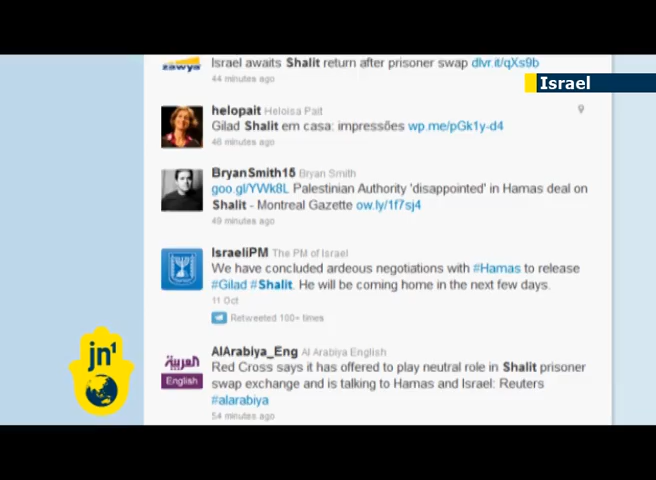 zawya
Israel awaits Shalit return after prisoner swap dlvr.it/qXs9b
44 minutes ago
Israel
helopait Heloisa Pait
Gilad Shalit em casa: impressões wp.me/pGk1y-d4
46 minutes ago
BryanSmith15 Bryan Smith
goo.gl/YWk8L Palestinian Authority 'disappointed' in Hamas deal on
Shalit - Montreal Gazette ow.ly/1f7sj4
49 minutes ago
IsraeliPM The PM of Israel
We have concluded ardeous negotiations with #Hamas to release
#Gilad #Shalit. He will be coming home in the next few days.
11 Oct
Retweeted 100+ times
jn1
العربية
English
AlArabiya_Eng Al Arabiya English
Red Cross says it has offered to play neutral role in Shalit prisoner
swap exchange and is talking to Hamas and Israel: Reuters
#alarabiya
54 minutes ago